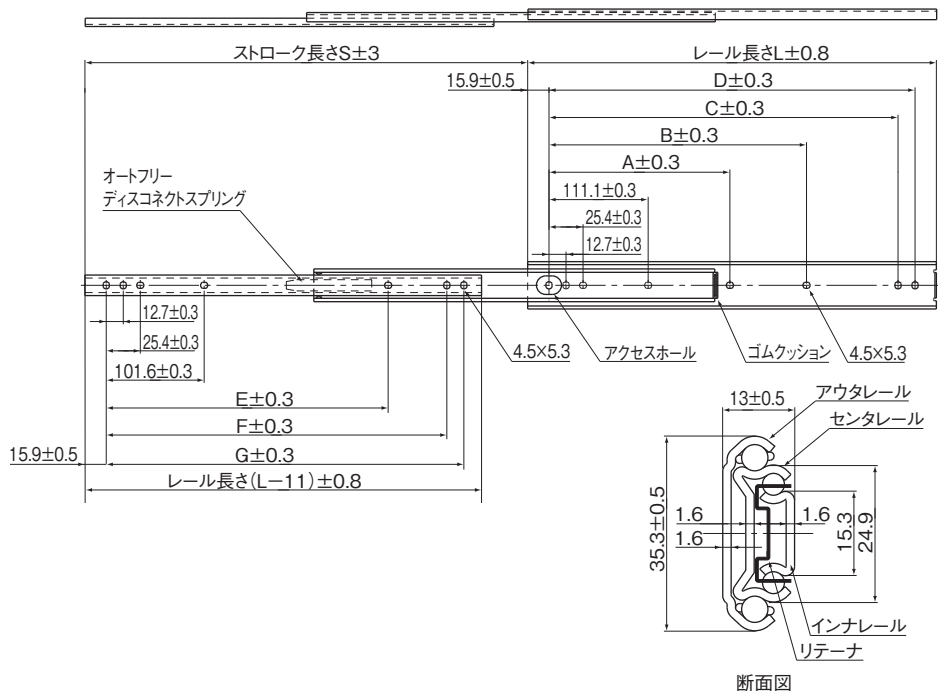 ストローク長さS±3
レール長さL±0.8
15.9±0.5
D±0.3
C±0.3
B±0.3
A±0.3
111.1±0.3
25.4±0.3
12.7±0.3
オートフリー
ディスコネクトスプリング
12.7±0.3
25.4±0.3
101.6±0.3
4.5×5.3
アクセスホール
ゴムクッション
4.5×5.3
E±0.3
F±0.3
15.9±0.5
G±0.3
レール長さ(L−11)±0.8
13±0.5
アウタレール
センタレール
35.3±0.5
1.6
1.6
1.6
15.3
24.9
インナレール
リテーナ
断面図